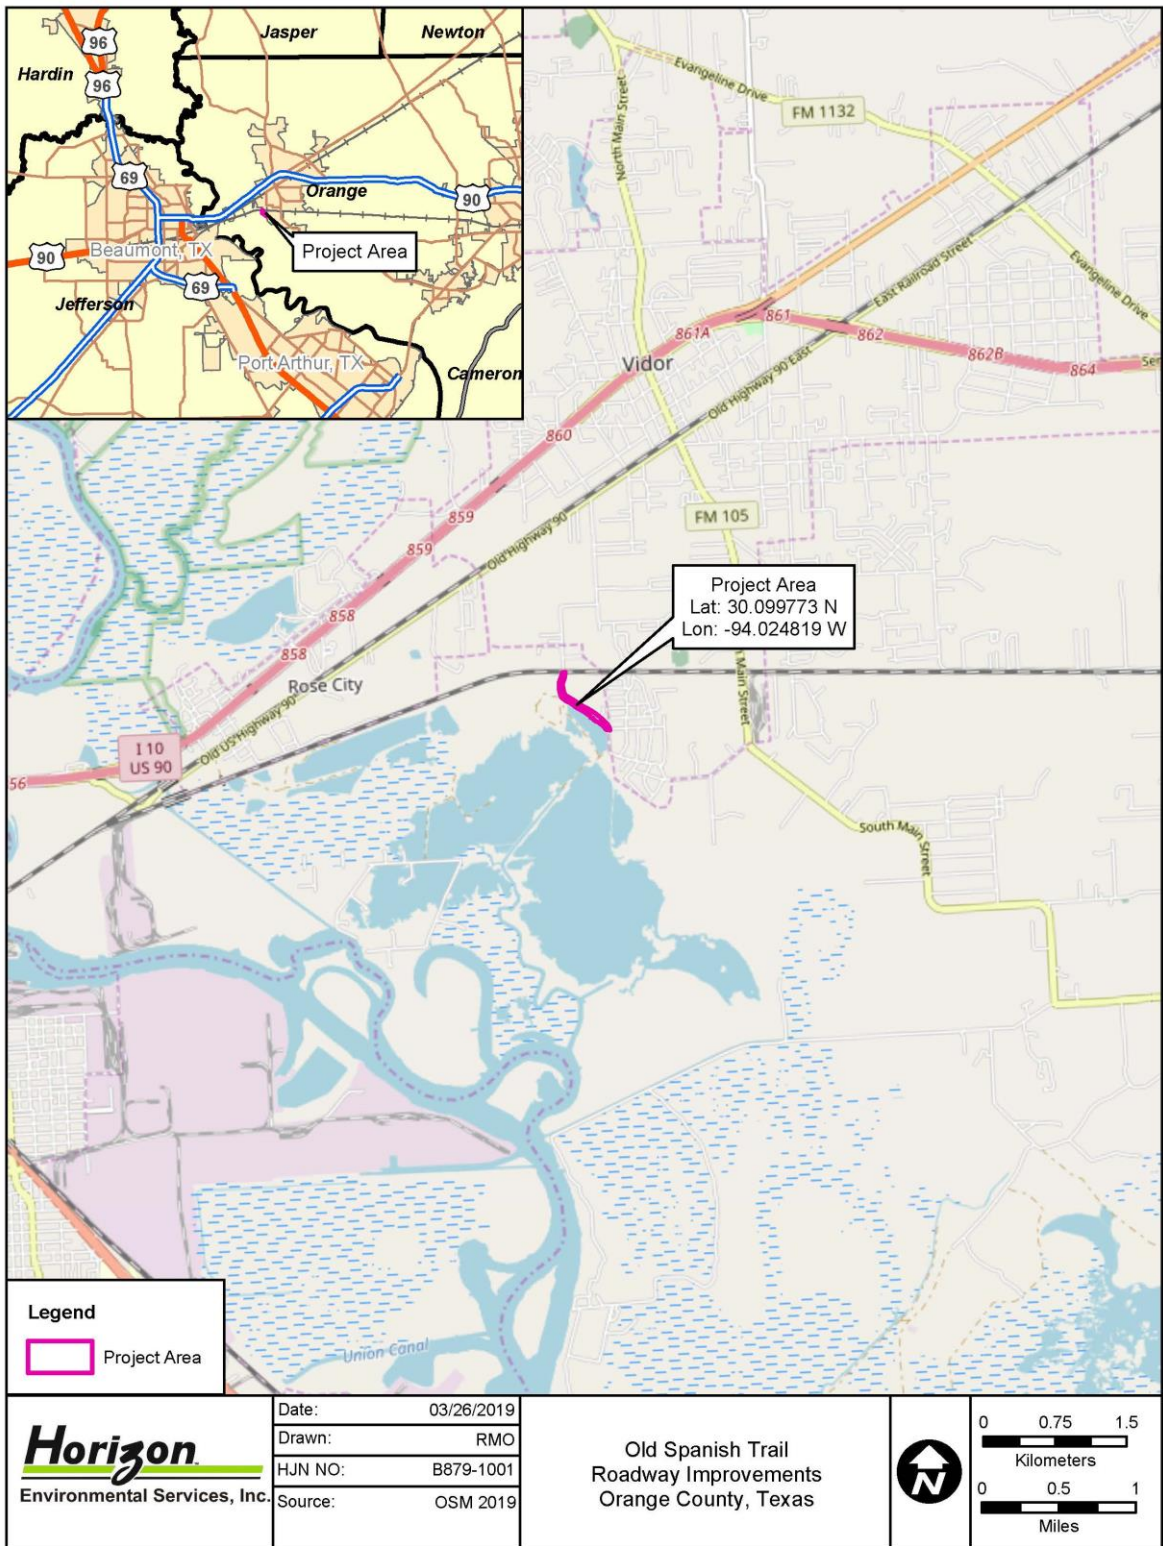 96
Jasper
Newton
Hardin
96
69
Orange
90
Project Area
90
Beaumont, TX
Jefferson
69
Port Arthur, TX
Cameron
Evangeline Drive
FM 1132
North Main Street
Evangeline Drive
East Railroad Street
861A
861
862
862B
864
Vidor
Old Highway 90 East
860
859
FM 105
859
Old Highway 90
858
858
Project Area
Lat: 30.099773 N
Lon: -94.024819 W
Main Street
Rose City
Old US Highway 90
I 10
US 90
56
South Main Street
Union Canal
Legend
Project Area
Horizon
Environmental Services, Inc.
Date: 03/26/2019
Drawn: RMO
HJN NO: B879-1001
Source: OSM 2019
Old Spanish Trail
Roadway Improvements
Orange County, Texas
N
0 0.75 1.5
Kilometers
0 0.5 1
Miles